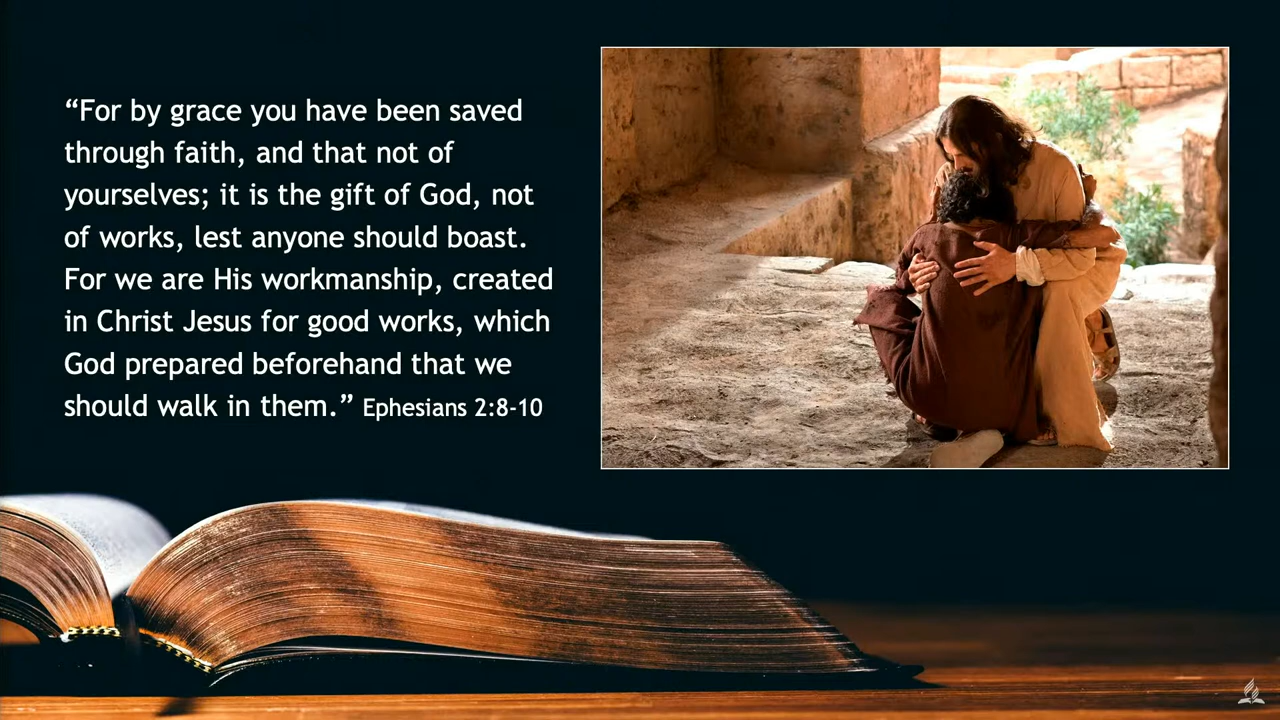 “For by grace you have been saved
through faith, and that not of
yourselves; it is the gift of God, not
of works, lest anyone should boast.
For we are His workmanship, created
in Christ Jesus for good works, which
God prepared beforehand that we
should walk in them.” Ephesians 2:8-10